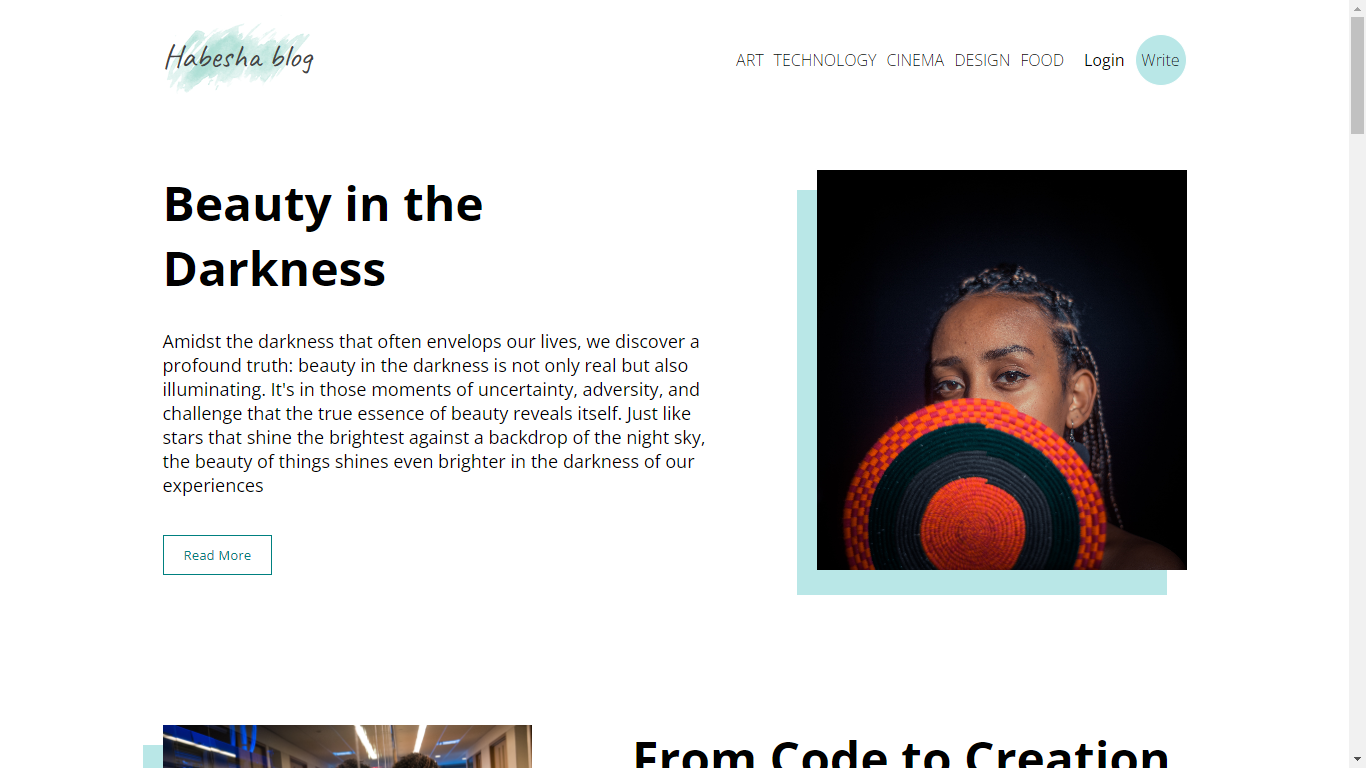 Habesha blog
ART TECHNOLOGY CINEMA DESIGN FOOD Login Write
Beauty in the
Darkness
Amidst the darkness that often envelops our lives, we discover a
profound truth: beauty in the darkness is not only real but also
illuminating. It's in those moments of uncertainty, adversity, and
challenge that the true essence of beauty reveals itself. Just like
stars that shine the brightest against a backdrop of the night sky,
the beauty of things shines even brighter in the darkness of our
experiences
Read More
From Code to Creation